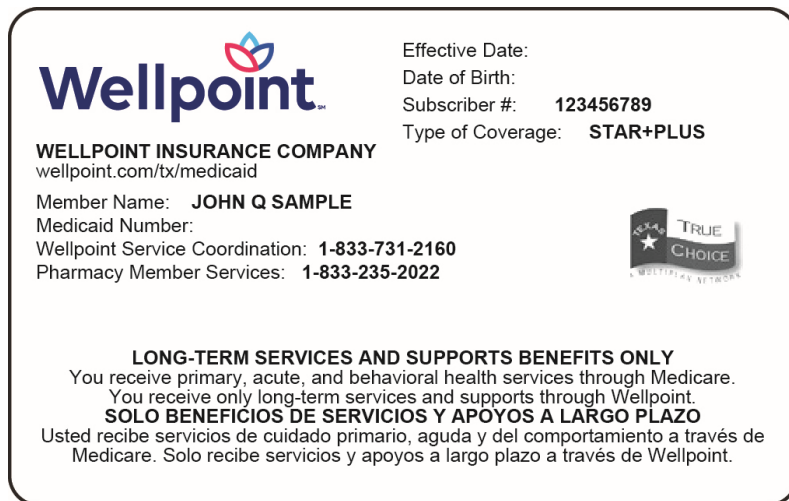 Wellpoint SM
WELLPOINT INSURANCE COMPANY
wellpoint.com/tx/medicaid
Effective Date:
Date of Birth:
Subscriber #: 123456789
Type of Coverage: STAR+PLUS
Member Name: JOHN Q SAMPLE
Medicaid Number:
Wellpoint Service Coordination: 1-833-731-2160
Pharmacy Member Services: 1-833-235-2022
TEXAS TRUE
CHOICE
A MULTIPLAN NETWORK
LONG-TERM SERVICES AND SUPPORTS BENEFITS ONLY
You receive primary, acute, and behavioral health services through Medicare.
You receive only long-term services and supports through Wellpoint.
SOLO BENEFICIOS DE SERVICIOS Y APOYOS A LARGO PLAZO
Usted recibe servicios de cuidado primario, aguda y del comportamiento a través de
Medicare. Solo recibe servicios y apoyos a largo plazo a través de Wellpoint.